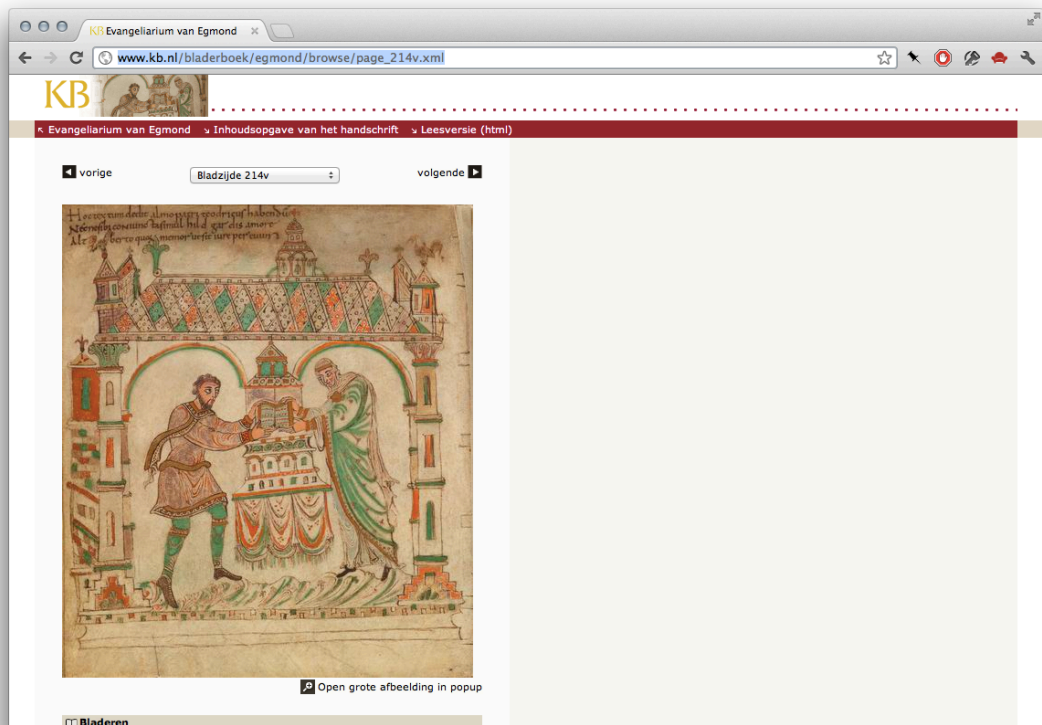 KB Evangeliarium van Egmond
www.kb.nl/bladerboek/egmond/browse/page_214v.xml
KB
Evangeliarium van Egmond Inhoudsopgave van het handschrift Leesversie (html)
vorige Bladzijde 214v volgende
Open grote afbeelding in popup
Bladeren